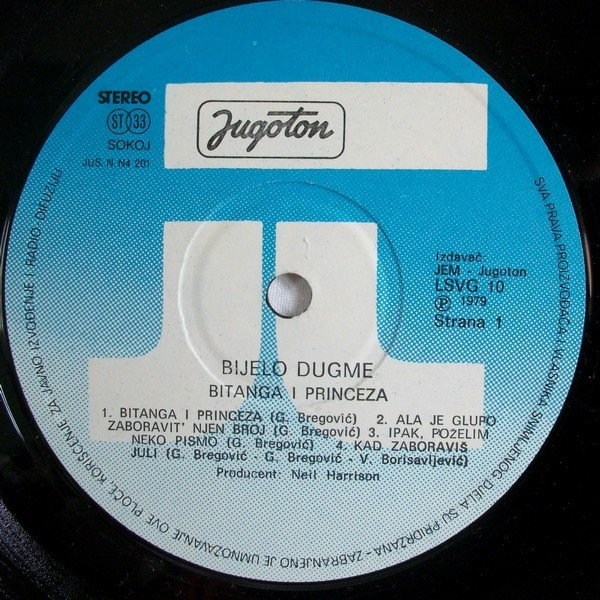 STEREO
ST 33
SOKOJ
JUS. N. N4 201
Jugoton
Izdavač:
JEM - Jugoton
LSVG 10
℗ 1979
Strana 1
BIJELO DUGME
BITANGA I PRINCEZA
1. BITANGA I PRINCEZA (G. Bregović) 2. ALA JE GLUPO
ZABORAVIT' NJEN BROJ (G. Bregović) 3. IPAK, POŽELIM
NEKO PISMO (G. Bregović) 4. KAD ZABORAVIŠ
JULI (G. Bregović - G. Bregović - V. Borisavljević)
Producent: Neil Harrison
SVA PRAVA PROIZVOĐAČA I VLASNIKA SNIMLJENOG DJELA SU PRIDRŽANA - ZABRANJENO JE UMNOŽAVANJE OVE PLOČE, KORIŠĆENJE ZA JAVNO IZVOĐENJE I RADIO DIFUZIJU